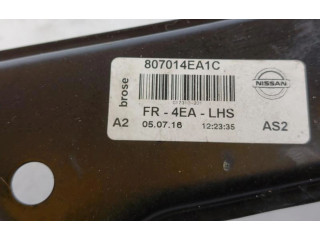 807014EA1C
brose
NISSAN
FR - 4EA - LHS
A2 05.07.16 12:23:35 AS2